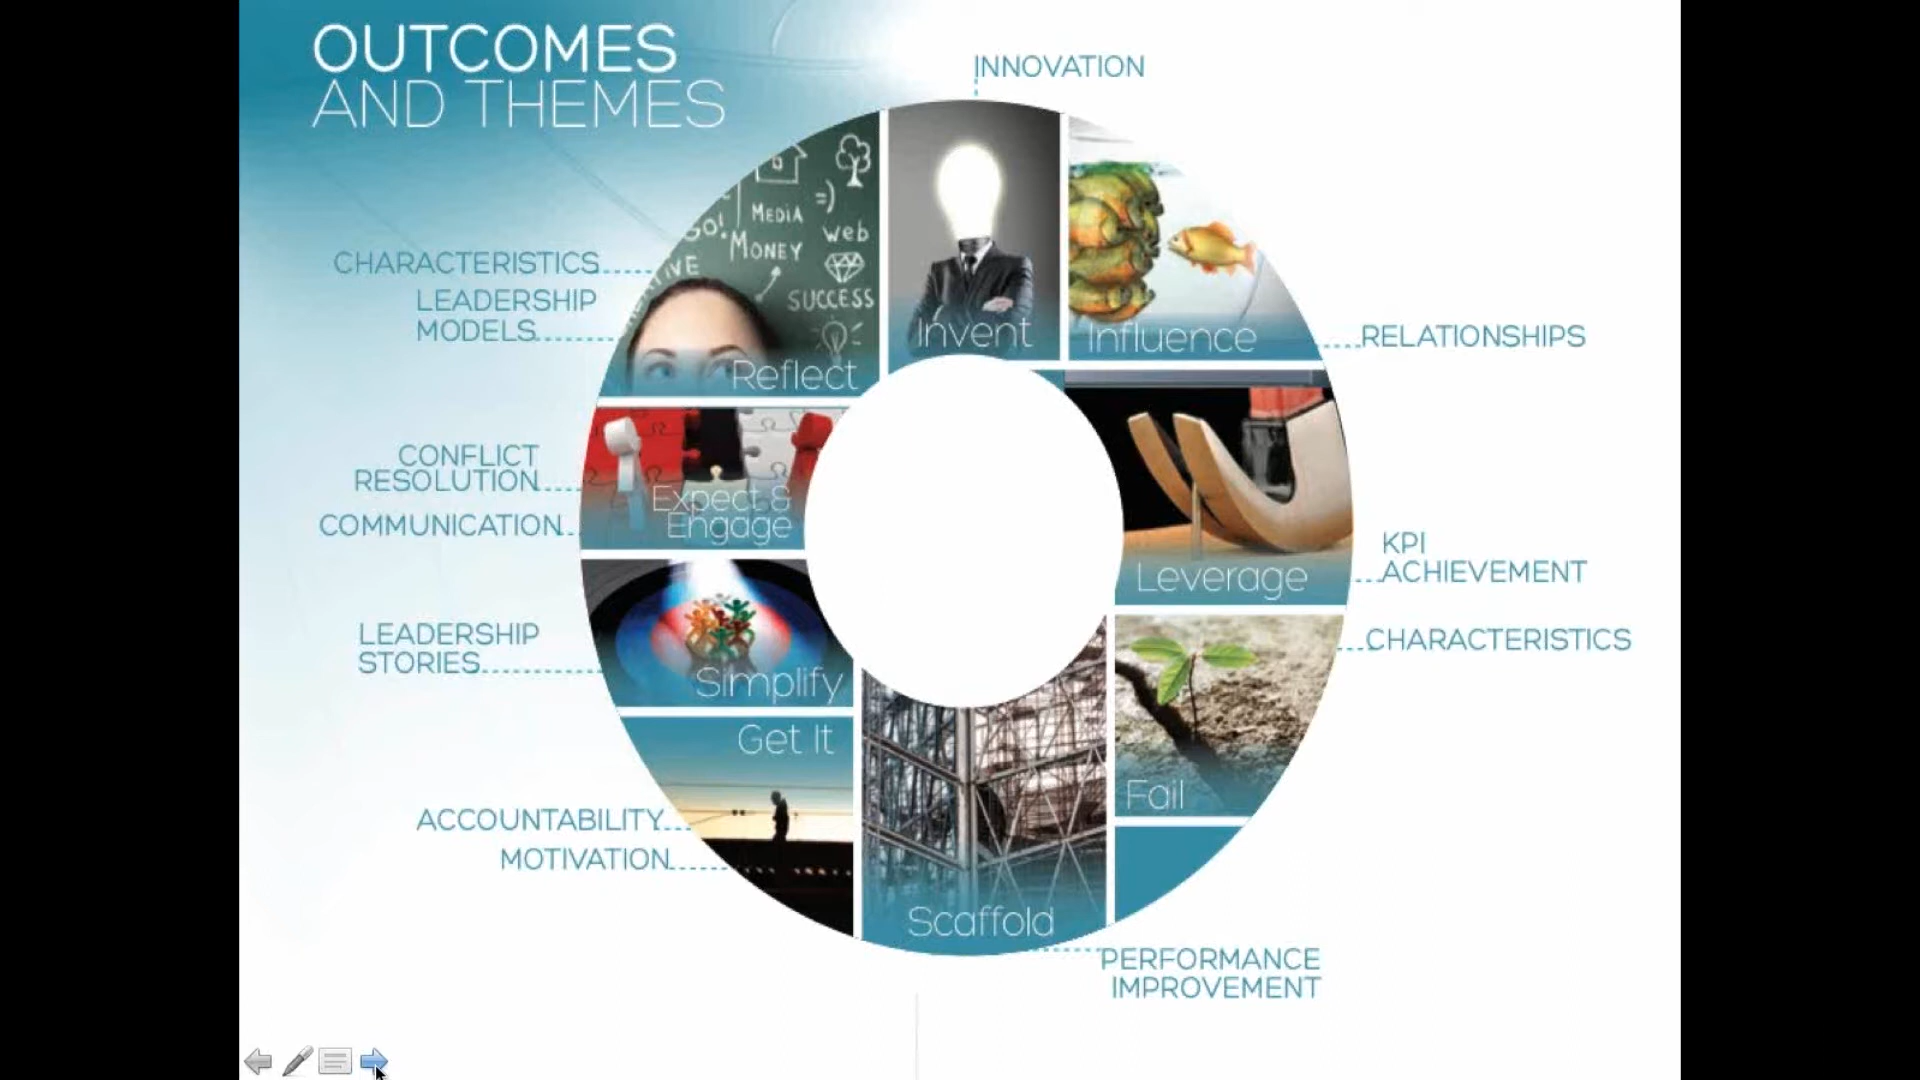 OUTCOMES
AND THEMES
INNOVATION
CHARACTERISTICS
LEADERSHIP
MODELS
MEDIA
=)
GO!
MONEY
web
SUCCESS
Reflect
Invent
Influence
RELATIONSHIPS
CONFLICT
RESOLUTION
COMMUNICATION
Expect &
Engage
Leverage
KPI
ACHIEVEMENT
CHARACTERISTICS
LEADERSHIP
STORIES
Simplify
Get It
Fail
ACCOUNTABILITY
MOTIVATION
Scaffold
PERFORMANCE
IMPROVEMENT